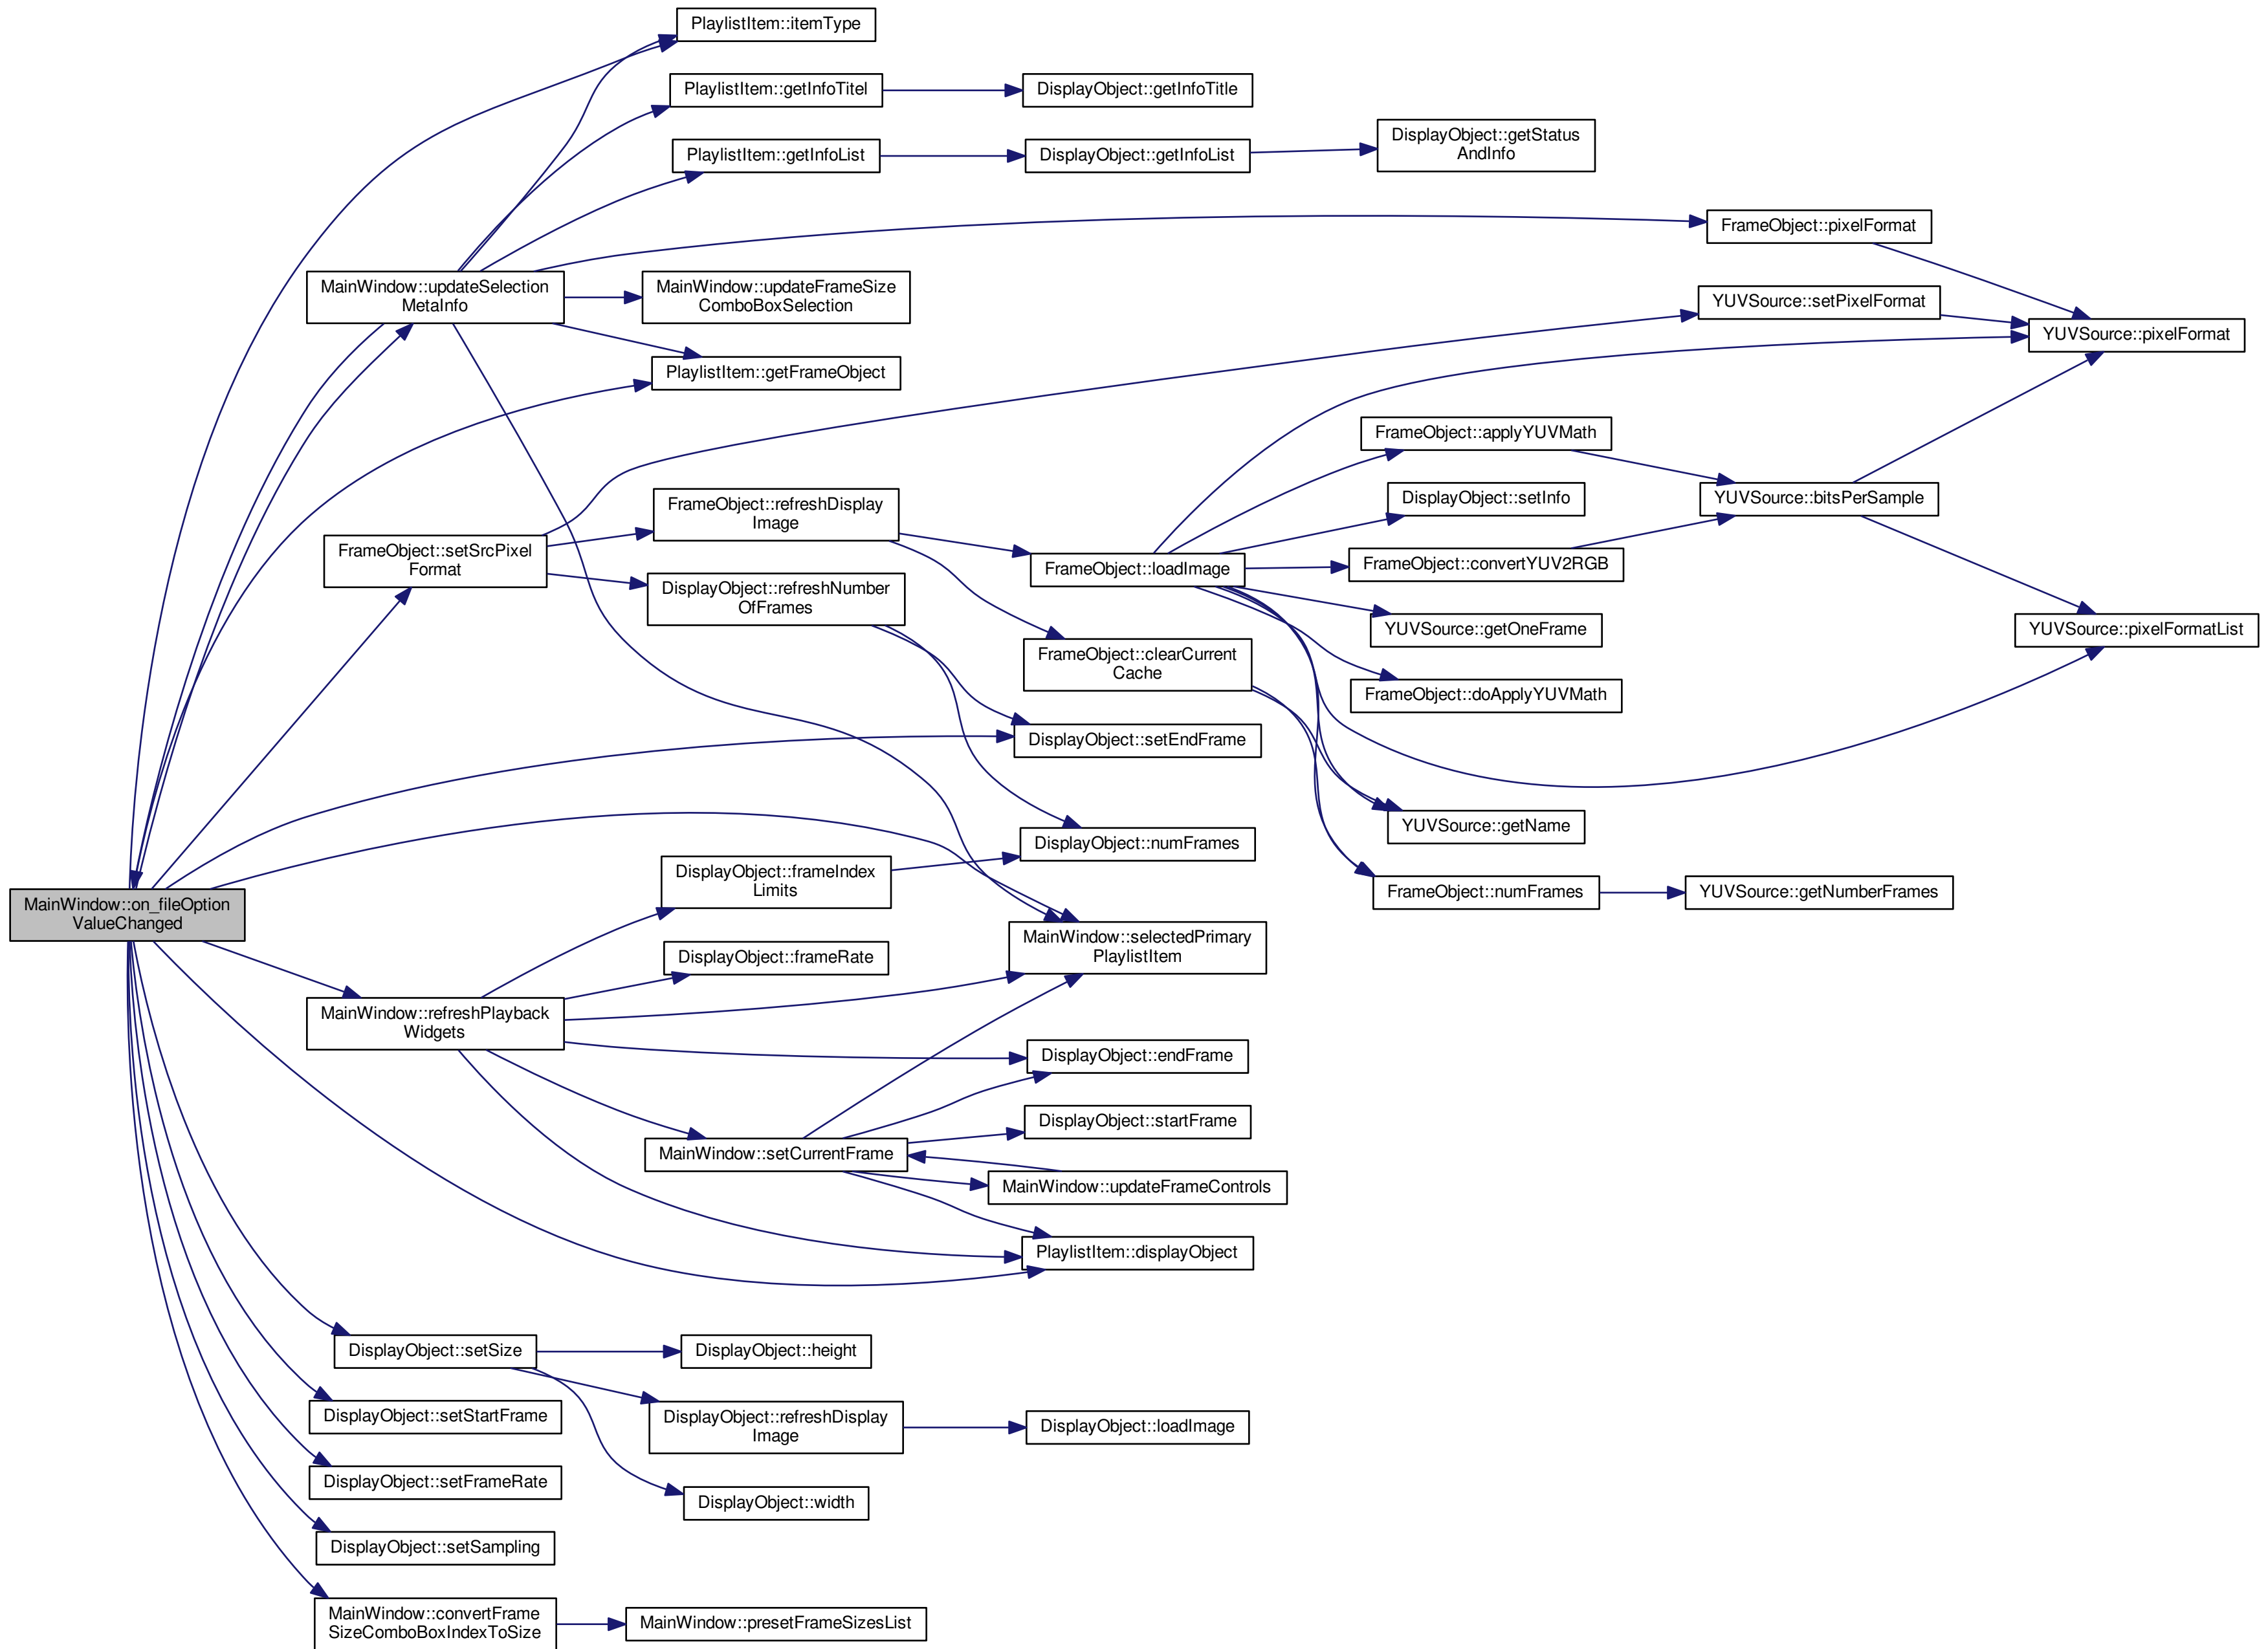 PlaylistItem::itemType
PlaylistItem::getInfoTitel
DisplayObject::getInfoTitle
PlaylistItem::getInfoList
DisplayObject::getInfoList
DisplayObject::getStatus
AndInfo
FrameObject::pixelFormat
MainWindow::updateSelection
MetaInfo
MainWindow::updateFrameSize
ComboBoxSelection
YUVSource::setPixelFormat
YUVSource::pixelFormat
PlaylistItem::getFrameObject
FrameObject::applyYUVMath
FrameObject::refreshDisplay
Image
DisplayObject::setInfo
YUVSource::bitsPerSample
FrameObject::setSrcPixel
Format
FrameObject::loadImage
FrameObject::convertYUV2RGB
DisplayObject::refreshNumber
OfFrames
YUVSource::getOneFrame
YUVSource::pixelFormatList
FrameObject::clearCurrent
Cache
FrameObject::doApplyYUVMath
DisplayObject::setEndFrame
YUVSource::getName
DisplayObject::numFrames
DisplayObject::frameIndex
Limits
FrameObject::numFrames
YUVSource::getNumberFrames
MainWindow::on_fileOption
ValueChanged
MainWindow::selectedPrimary
PlaylistItem
DisplayObject::frameRate
MainWindow::refreshPlayback
Widgets
DisplayObject::endFrame
DisplayObject::startFrame
MainWindow::setCurrentFrame
MainWindow::updateFrameControls
PlaylistItem::displayObject
DisplayObject::setSize
DisplayObject::height
DisplayObject::setStartFrame
DisplayObject::refreshDisplay
Image
DisplayObject::loadImage
DisplayObject::setFrameRate
DisplayObject::width
DisplayObject::setSampling
MainWindow::convertFrame
SizeComboBoxIndexToSize
MainWindow::presetFrameSizesList